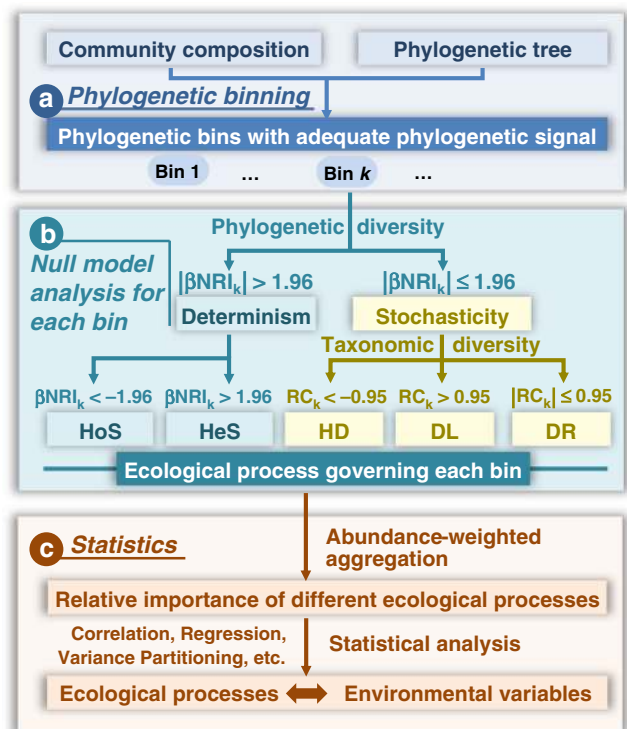 Community composition
Phylogenetic tree
a Phylogenetic binning
Phylogenetic bins with adequate phylogenetic signal
Bin 1 ... Bin k ...
b
Null model
analysis for
each bin
Phylogenetic diversity
|βNRIₖ| > 1.96
|βNRIₖ| ≤ 1.96
Determinism
Stochasticity
Taxonomic diversity
βNRIₖ < –1.96
βNRIₖ > 1.96
RCₖ < –0.95
RCₖ > 0.95
|RCₖ| ≤ 0.95
HoS
HeS
HD
DL
DR
Ecological process governing each bin
c Statistics
Abundance-weighted
aggregation
Relative importance of different ecological processes
Correlation, Regression,
Variance Partitioning, etc.
Statistical analysis
Ecological processes
Environmental variables